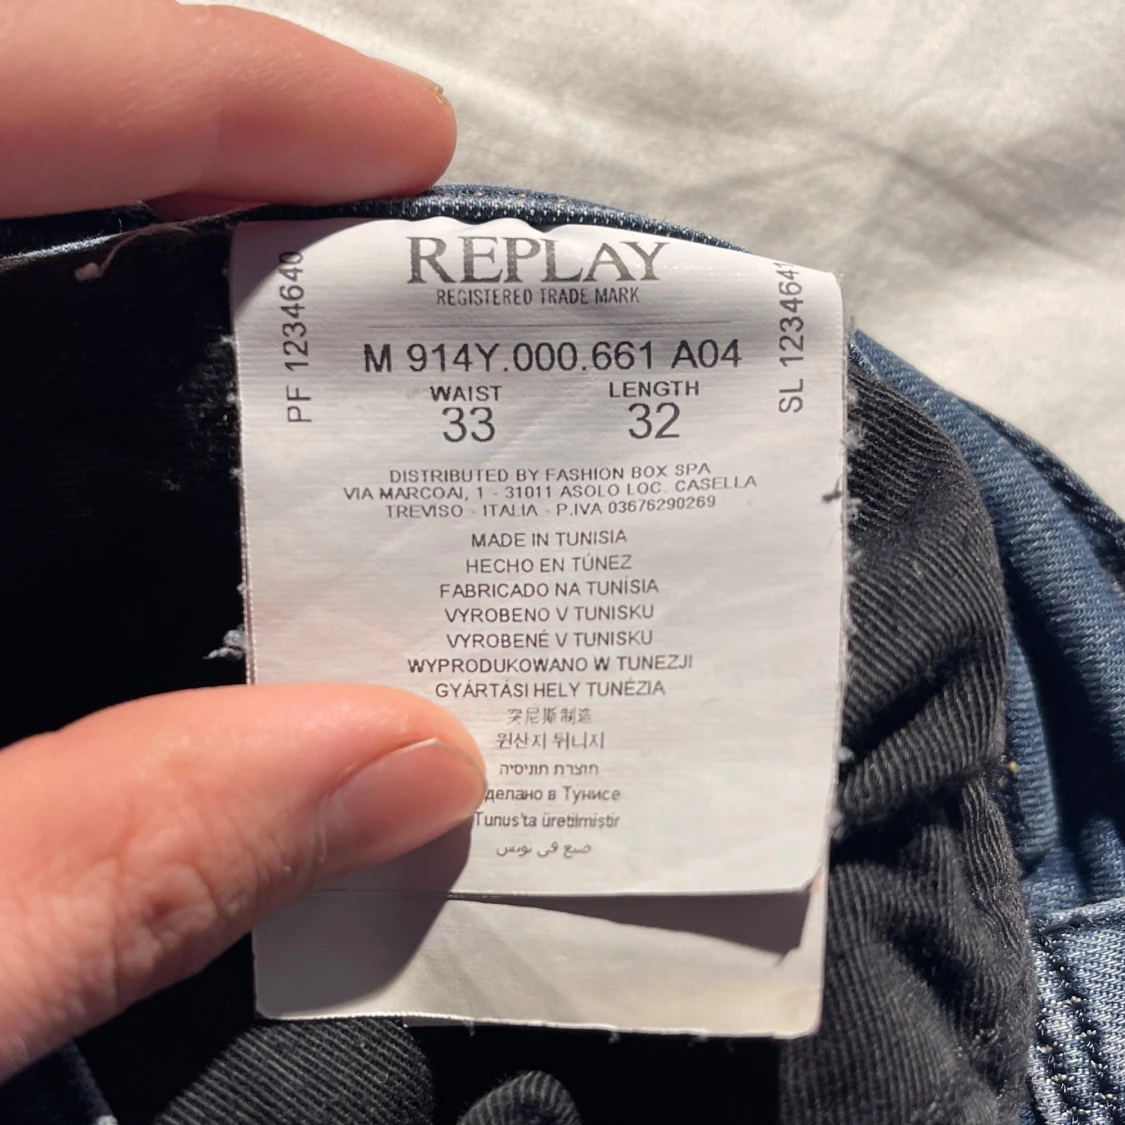 REPLAY
REGISTERED TRADE MARK
PF 1234640
SL 1234641
M 914Y.000.661 A04
WAIST LENGTH
33 32
DISTRIBUTED BY FASHION BOX SPA
VIA MARCOAI, 1 - 31011 ASOLO LOC. CASELLA
TREVISO - ITALIA - P.IVA 03676290269
MADE IN TUNISIA
HECHO EN TÚNEZ
FABRICADO NA TUNÍSIA
VYROBENO V TUNISKU
VYROBENÉ V TUNISKU
WYPRODUKOWANO W TUNEZJI
GYÁRTÁSI HELY TUNÉZIA
突尼斯制造
원산지 튀니지
תוצרת תוניסיה
делано в Тунисе
Tunus'ta üretilmiştir
صنع في تونس